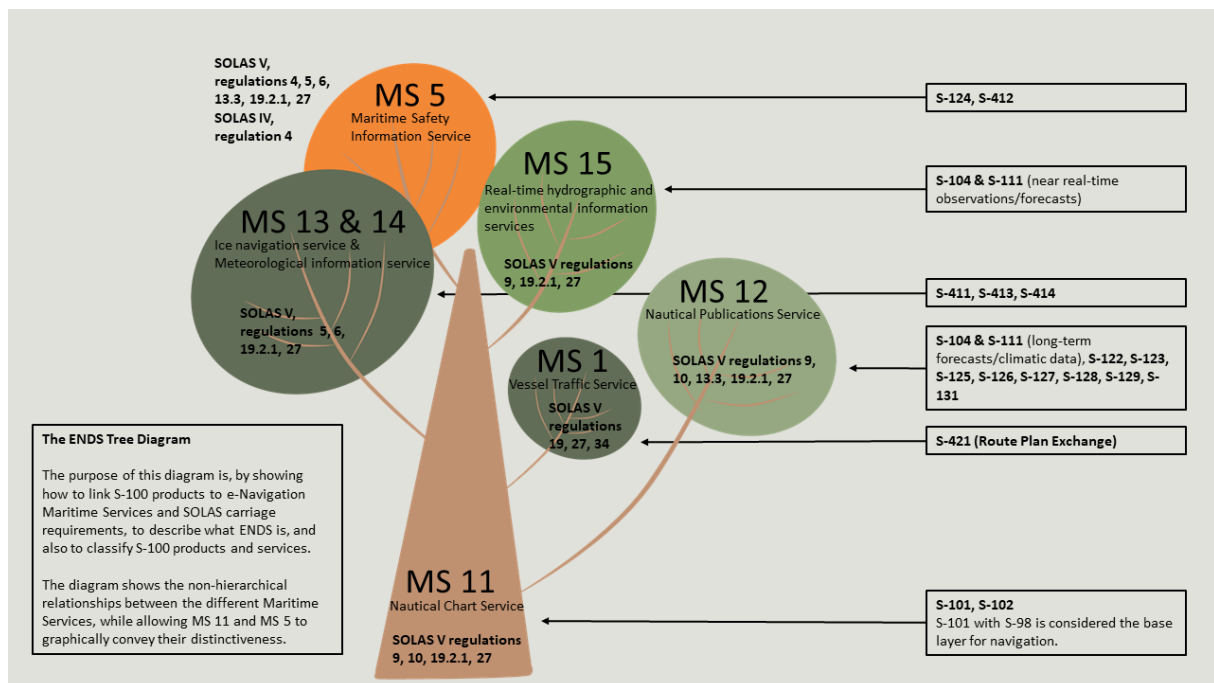 SOLAS V,
regulations 4, 5, 6,
13.3, 19.2.1, 27
SOLAS IV,
regulation 4
MS 5
Maritime Safety
Information Service
S-124, S-412
MS 15
Real-time hydrographic and
environmental information
services
SOLAS V regulations
9, 19.2.1, 27
S-104 & S-111 (near real-time
observations/forecasts)
MS 13 & 14
Ice navigation service &
Meteorological information service
SOLAS V,
regulations 5, 6,
19.2.1, 27
S-411, S-413, S-414
MS 12
Nautical Publications Service
SOLAS V regulations 9,
10, 13.3, 19.2.1, 27
S-104 & S-111 (long-term
forecasts/climatic data), S-122, S-123,
S-125, S-126, S-127, S-128, S-129, S-
131
MS 1
Vessel Traffic Service
SOLAS V
regulations
19, 27, 34
S-421 (Route Plan Exchange)
The ENDS Tree Diagram
The purpose of this diagram is, by showing
how to link S-100 products to e-Navigation
Maritime Services and SOLAS carriage
requirements, to describe what ENDS is, and
also to classify S-100 products and services.
The diagram shows the non-hierarchical
relationships between the different Maritime
Services, while allowing MS 11 and MS 5 to
graphically convey their distinctiveness.
MS 11
Nautical Chart Service
SOLAS V regulations
9, 10, 19.2.1, 27
S-101, S-102
S-101 with S-98 is considered the base
layer for navigation.